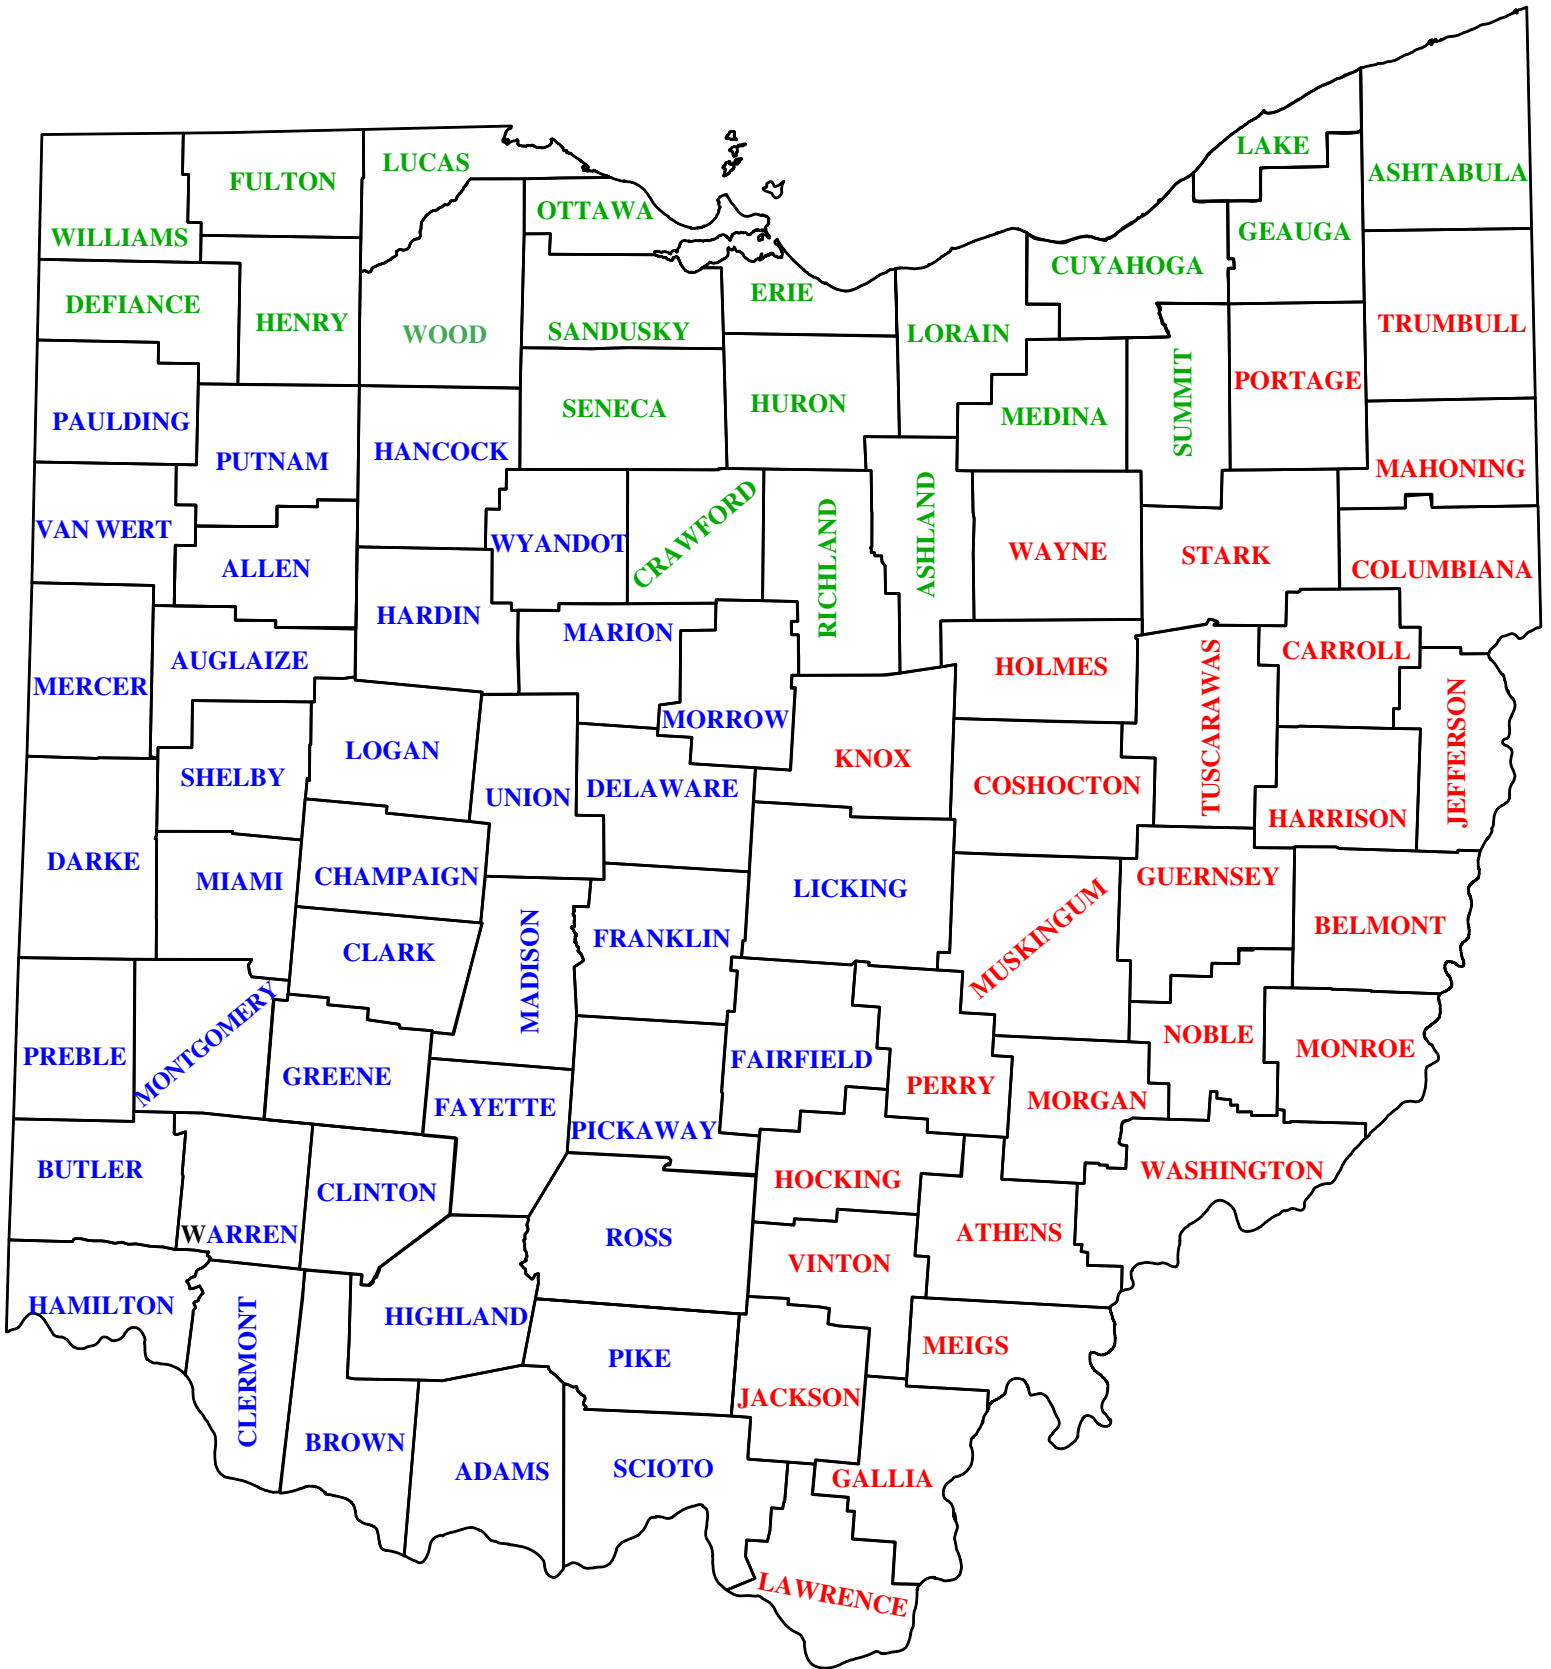 LAKE
LUCAS
ASHTABULA
FULTON
OTTAWA
GEAUGA
WILLIAMS
CUYAHOGA
ERIE
DEFIANCE
HENRY
TRUMBULL
WOOD
SANDUSKY
LORAIN
PORTAGE
SUMMIT
HURON
SENECA
MEDINA
PAULDING
HANCOCK
PUTNAM
MAHONING
VAN WERT
WYANDOT
CRAWFORD
ASHLAND
WAYNE
STARK
ALLEN
RICHLAND
COLUMBIANA
HARDIN
MARION
CARROLL
AUGLAIZE
HOLMES
MERCER
MORROW
TUSCARAWAS
JEFFERSON
LOGAN
KNOX
SHELBY
COSHOCTON
DELAWARE
UNION
HARRISON
DARKE
CHAMPAIGN
GUERNSEY
MIAMI
LICKING
BELMONT
FRANKLIN
MUSKINGUM
CLARK
MADISON
NOBLE
MONROE
PREBLE
MONTGOMERY
FAIRFIELD
GREENE
PERRY
MORGAN
FAYETTE
PICKAWAY
BUTLER
WASHINGTON
HOCKING
CLINTON
WARREN
ATHENS
ROSS
VINTON
HAMILTON
HIGHLAND
MEIGS
PIKE
CLERMONT
JACKSON
BROWN
SCIOTO
ADAMS
GALLIA
LAWRENCE